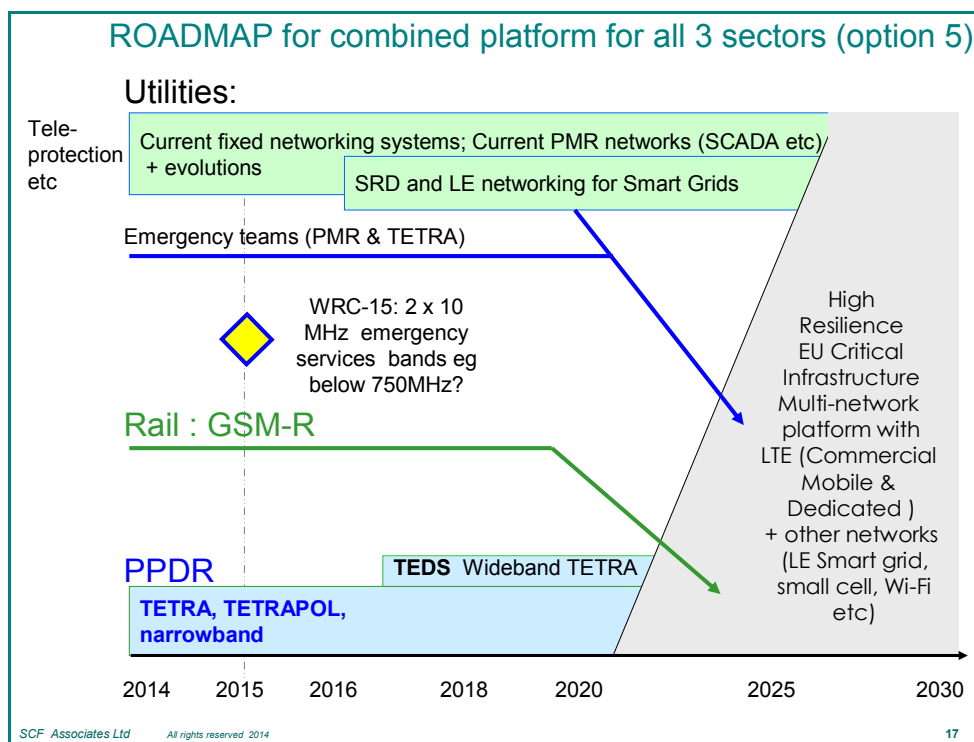 ROADMAP for combined platform for all 3 sectors (option 5)
Utilities:
Tele-
protection
etc
Current fixed networking systems; Current PMR networks (SCADA etc)
+ evolutions
SRD and LE networking for Smart Grids
Emergency teams (PMR & TETRA)
WRC-15: 2 x 10
MHz emergency
services bands eg
below 750MHz?
High
Resilience
EU Critical
Infrastructure
Multi-network
platform with
LTE (Commercial
Mobile &
Dedicated )
+ other networks
(LE Smart grid,
small cell, Wi-Fi
etc)
Rail : GSM-R
PPDR
TEDS Wideband TETRA
TETRA, TETRAPOL,
narrowband
2014 2015 2016 2018 2020 2025 2030
SCF Associates Ltd All rights reserved 2014 17